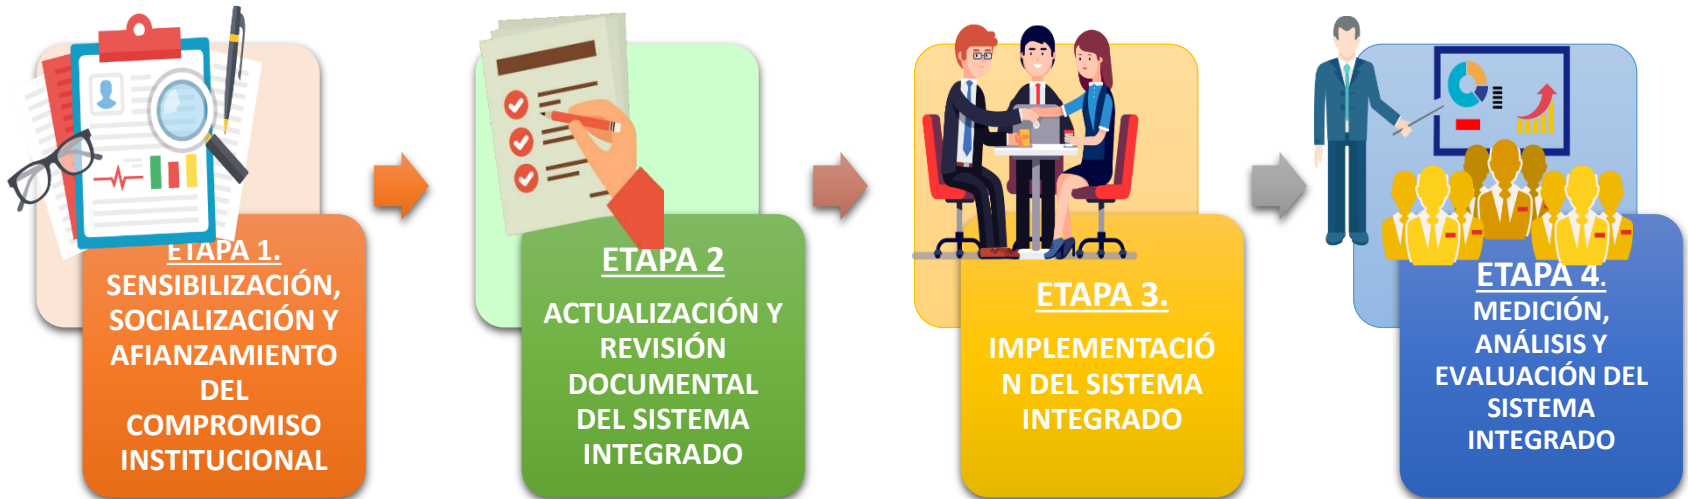 ETAPA 1.
SENSIBILIZACIÓN,
SOCIALIZACIÓN Y
AFIANZAMIENTO
DEL
COMPROMISO
INSTITUCIONAL
ETAPA 2
ACTUALIZACIÓN Y
REVISIÓN
DOCUMENTAL
DEL SISTEMA
INTEGRADO
ETAPA 3.
IMPLEMENTACIÓ
N DEL SISTEMA
INTEGRADO
ETAPA 4.
MEDICIÓN,
ANÁLISIS Y
EVALUACIÓN DEL
SISTEMA
INTEGRADO